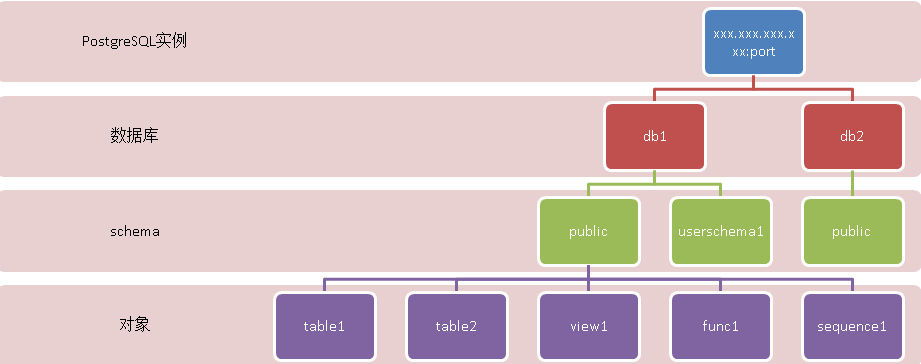 PostgreSQL实例
xxx.xxx.xxx.x
xx:port
数据库
db1
db2
schema
public
userschema1
public
对象
table1
table2
view1
func1
sequence1